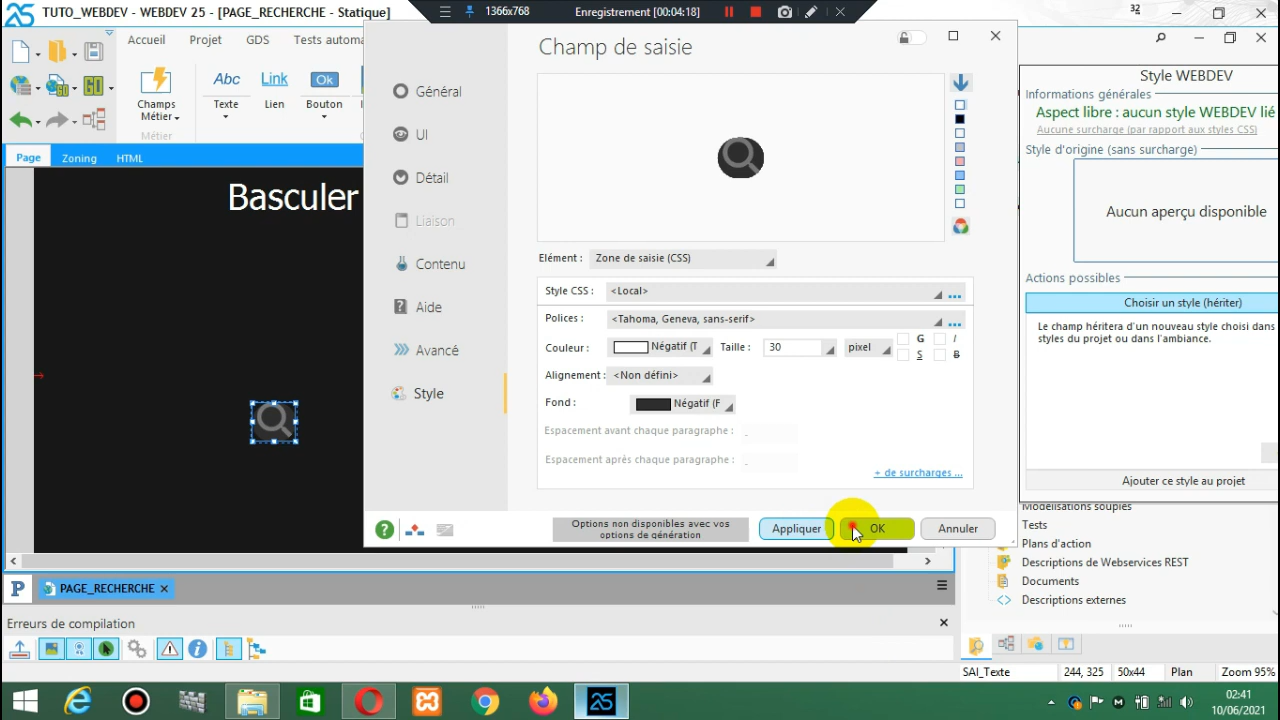 TUTO_WEBDEV - WEBDEV 25 - [PAGE_RECHERCHE - Statique]
1366x768
Enregistrement [00:04:18]
Accueil
Projet
GDS
Tests automa
Champs Métier
Abc
Texte
Link
Lien
Ok
Bouton
Métier
Page
Zoning
HTML
Basculer
Champ de saisie
Général
UI
Détail
Liaison
Contenu
Aide
Avancé
Style
Elément :
Zone de saisie (CSS)
Style CSS :
<Local>
...
Polices :
<Tahoma, Geneva, sans-serif>
...
Couleur :
Négatif (T
Taille :
30
pixel
G
I
S
B
Alignement :
<Non défini>
Fond :
Négatif (F
Espacement avant chaque paragraphe :
Espacement après chaque paragraphe :
+ de surcharges ...
Options non disponibles avec vos
options de génération
Appliquer
OK
Annuler
Style WEBDEV
Informations générales
Aspect libre : aucun style WEBDEV lié
Aucune surcharge (par rapport aux styles CSS)
Style d'origine (sans surcharge)
Aucun aperçu disponible
Actions possibles
Choisir un style (hériter)
Le champ héritera d'un nouveau style choisi dans
styles du projet ou dans l'ambiance.
Ajouter ce style au projet
Modélisations souples
Tests
Plans d'action
Descriptions de Webservices REST
Documents
Descriptions externes
PAGE_RECHERCHE
Erreurs de compilation
SAI_Texte
244, 325
50x44
Plan
Zoom 95%
02:41
10/06/2021